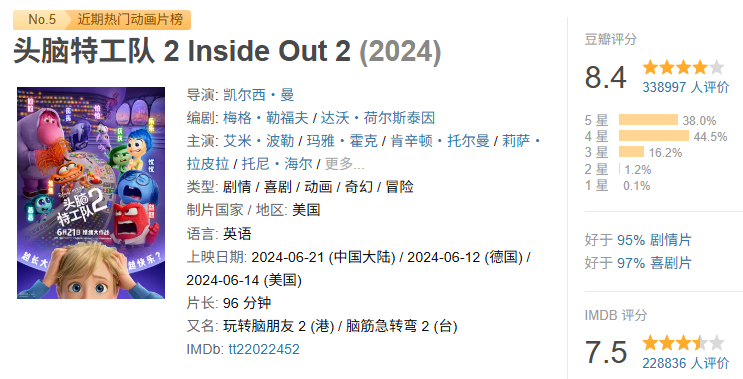 No.5 近期热门动画片榜
头脑特工队 2 Inside Out 2 (2024)
头脑
特工队2
6月21日
越长大
越快乐?
导演: 凯尔西・曼
编剧: 梅格・勒福夫 / 达沃・荷尔斯泰因
主演: 艾米・波勒 / 玛雅・霍克 / 肯辛顿・托尔曼 / 莉萨・
拉皮拉 / 托尼・海尔 / 更多...
类型: 剧情 / 喜剧 / 动画 / 奇幻 / 冒险
制片国家 / 地区: 美国
语言: 英语
上映日期: 2024-06-21 (中国大陆) / 2024-06-12 (德国) /
2024-06-14 (美国)
片长: 96 分钟
又名: 玩转脑朋友 2 (港) / 脑筋急转弯 2 (台)
IMDb: tt22022452
豆瓣评分
8.4
338997 人评价
5 星 38.0%
4 星 44.5%
3 星 16.2%
2 星 1.2%
1 星 0.1%
好于 95% 剧情片
好于 97% 喜剧片
IMDB 评分
7.5
228836 人评价